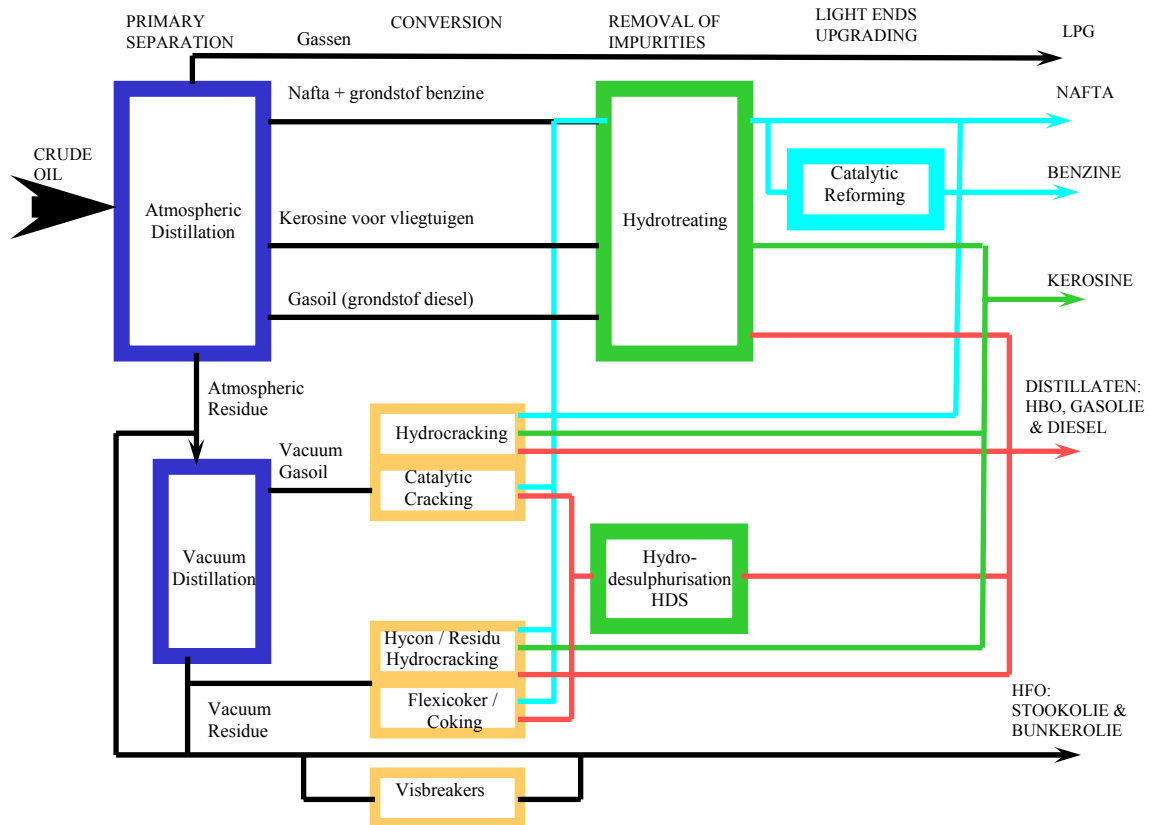 PRIMARY
SEPARATION
CONVERSION
REMOVAL OF
IMPURITIES
LIGHT ENDS
UPGRADING
LPG
Gassen
Nafta + grondstof benzine
NAFTA
CRUDE
OIL
Atmospheric
Distillation
Kerosine voor vliegtuigen
Hydrotreating
Catalytic
Reforming
BENZINE
Gasoil (grondstof diesel)
KEROSINE
Atmospheric
Residue
DISTILLATEN:
HBO, GASOLIE
& DIESEL
Hydrocracking
Vacuum
Gasoil
Catalytic
Cracking
Vacuum
Distillation
Hydro-
desulphurisation
HDS
Hycon / Residu
Hydrocracking
Flexicoker /
Coking
Vacuum
Residue
HFO:
STOOKOLIE &
BUNKEROLIE
Visbreakers